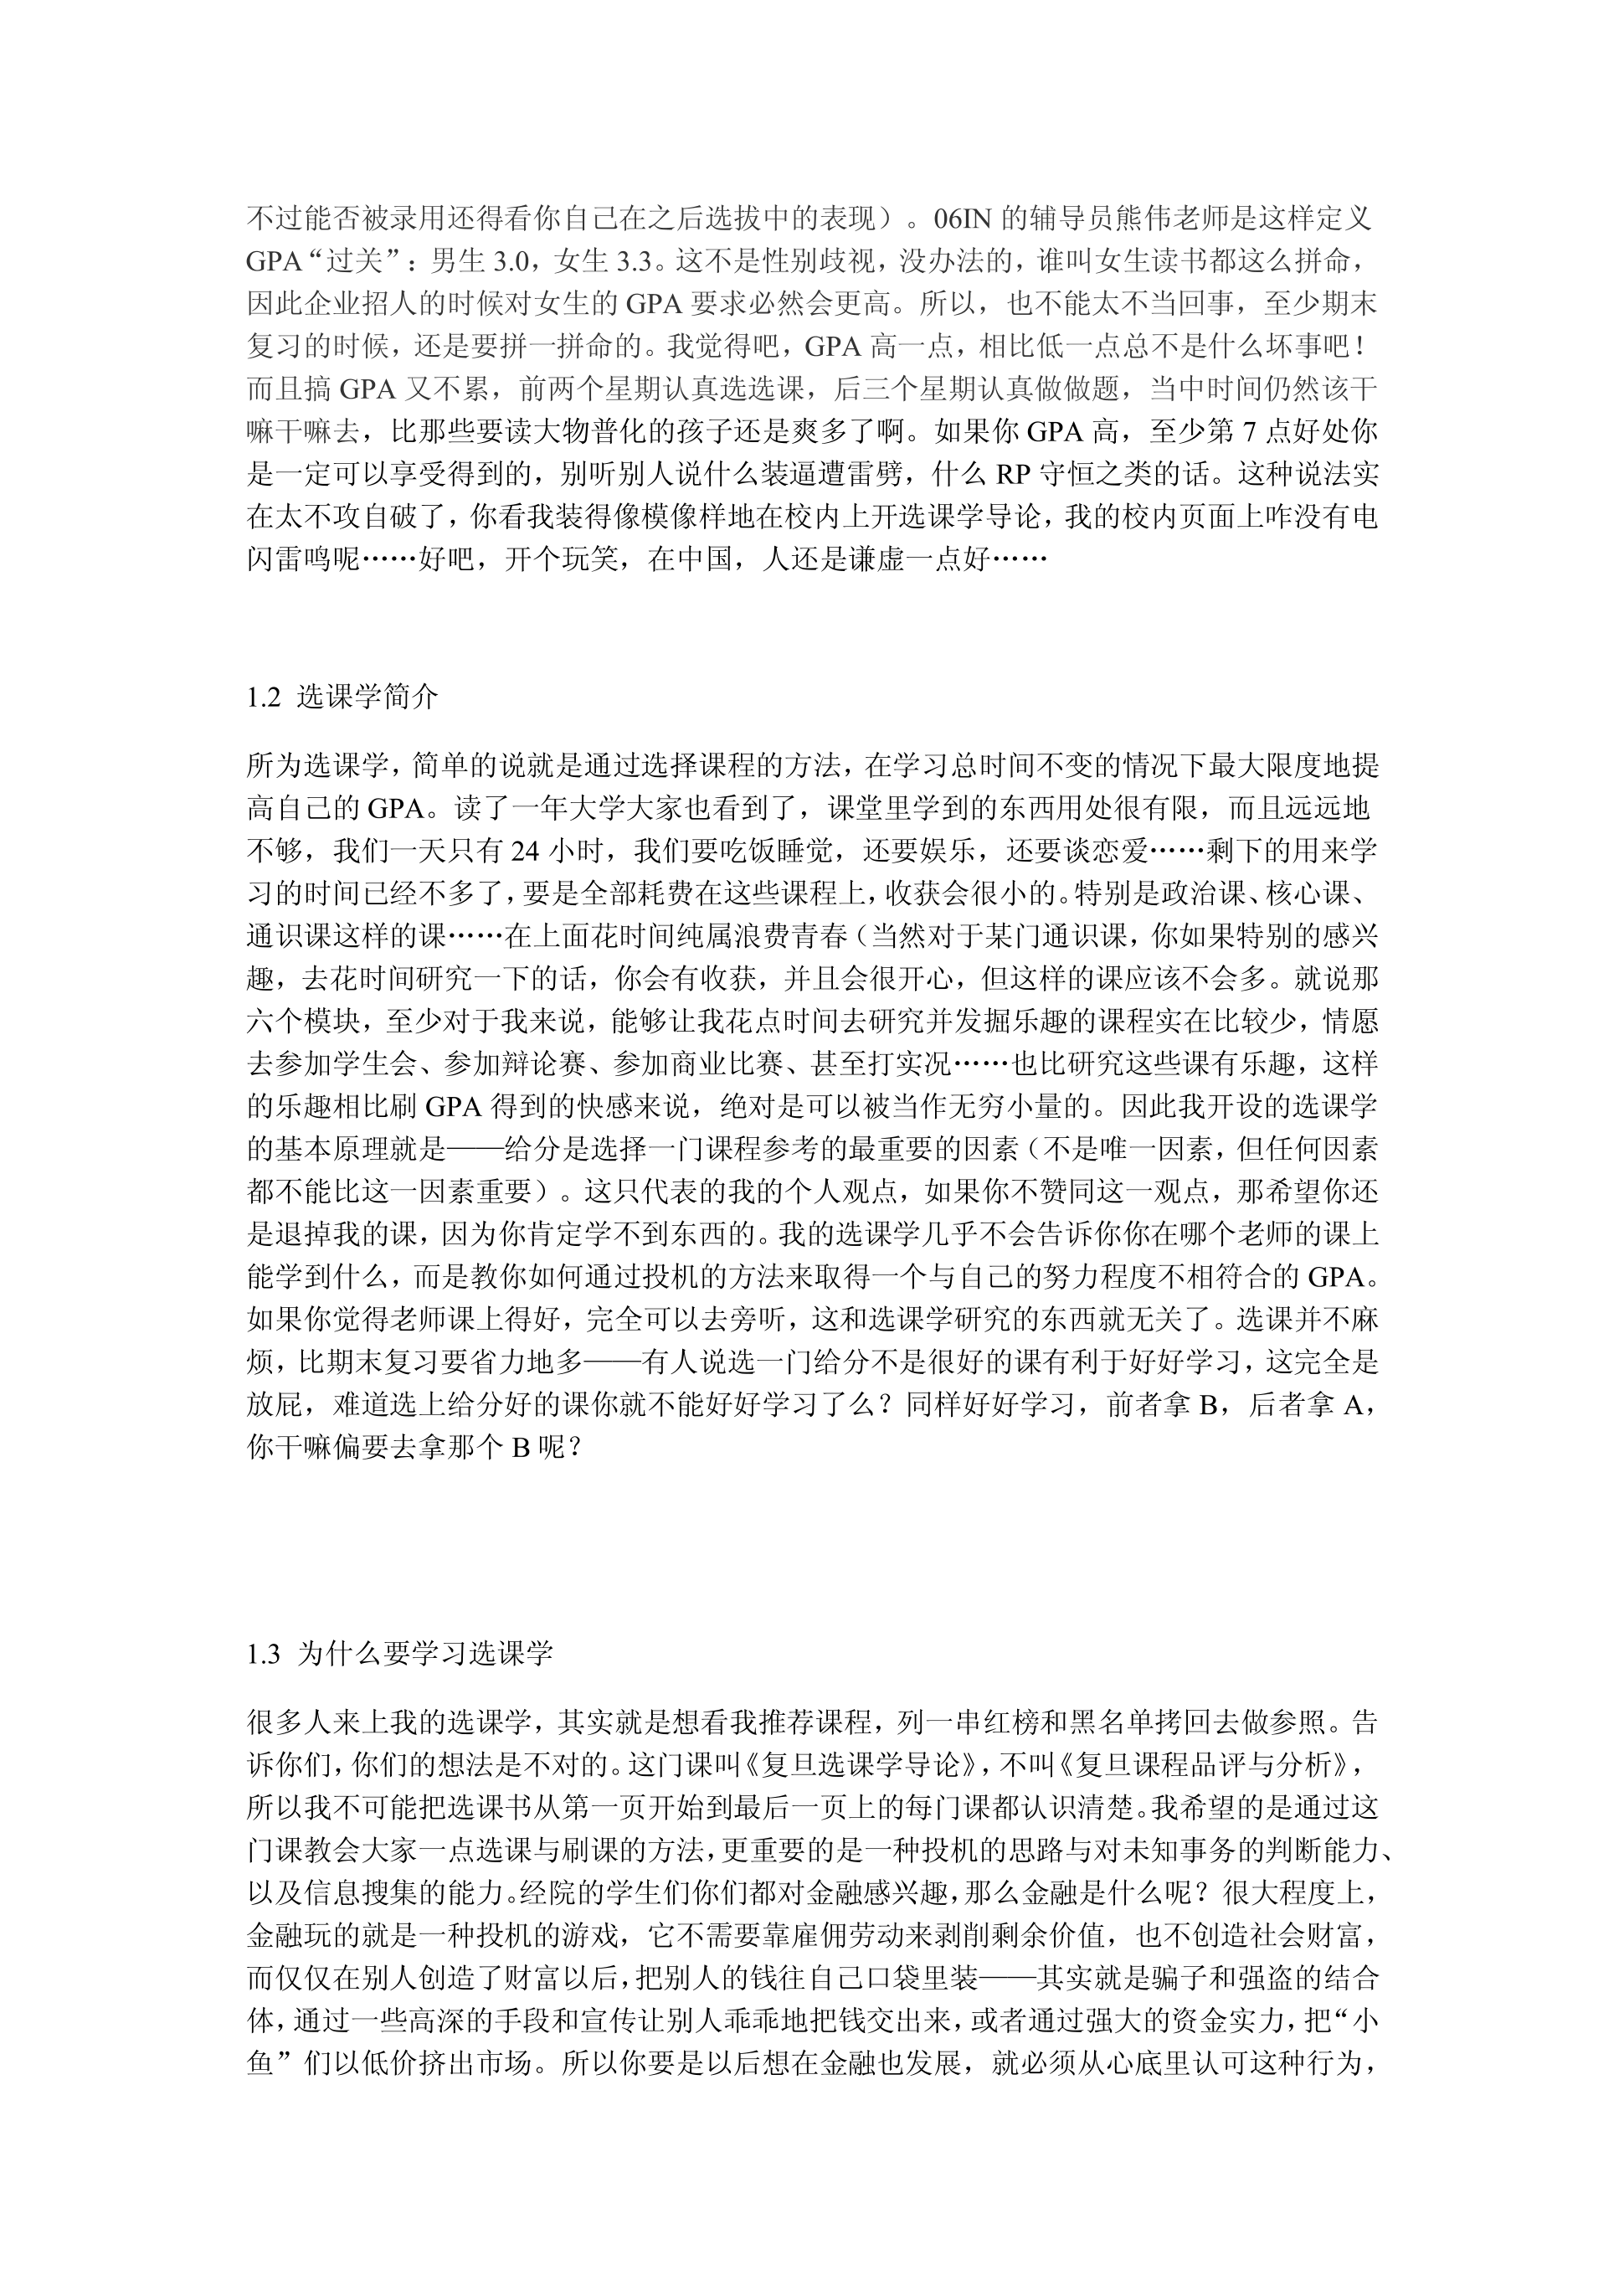 不过能否被录用还得看你自己在之后选拔中的表现）。06IN 的辅导员熊伟老师是这样定义
GPA“过关”：男生 3.0，女生 3.3。这不是性别歧视，没办法的，谁叫女生读书都这么拼命，
因此企业招人的时候对女生的 GPA 要求必然会更高。所以，也不能太不当回事，至少期末
复习的时候，还是要拼一拼命的。我觉得吧，GPA 高一点，相比低一点总不是什么坏事吧！
而且搞 GPA 又不累，前两个星期认真选选课，后三个星期认真做做题，当中时间仍然该干
嘛干嘛去，比那些要读大物普化的孩子还是爽多了啊。如果你 GPA 高，至少第 7 点好处你
是一定可以享受得到的，别听别人说什么装逼遭雷劈，什么 RP 守恒之类的话。这种说法实
在太不攻自破了，你看我装得像模像样地在校内上开选课学导论，我的校内页面上咋没有电
闪雷鸣呢……好吧，开个玩笑，在中国，人还是谦虚一点好……
1.2 选课学简介
所为选课学，简单的说就是通过选择课程的方法，在学习总时间不变的情况下最大限度地提
高自己的 GPA。读了一年大学大家也看到了，课堂里学到的东西用处很有限，而且远远地
不够，我们一天只有 24 小时，我们要吃饭睡觉，还要娱乐，还要谈恋爱……剩下的用来学
习的时间已经不多了，要是全部耗费在这些课程上，收获会很小的。特别是政治课、核心课、
通识课这样的课……在上面花时间纯属浪费青春（当然对于某门通识课，你如果特别的感兴
趣，去花时间研究一下的话，你会有收获，并且会很开心，但这样的课应该不会多。就说那
六个模块，至少对于我来说，能够让我花点时间去研究并发掘乐趣的课程实在比较少，情愿
去参加学生会、参加辩论赛、参加商业比赛、甚至打实况……也比研究这些课有乐趣，这样
的乐趣相比刷 GPA 得到的快感来说，绝对是可以被当作无穷小量的。因此我开设的选课学
的基本原理就是——给分是选择一门课程参考的最重要的因素（不是唯一因素，但任何因素
都不能比这一因素重要）。这只代表的我的个人观点，如果你不赞同这一观点，那希望你还
是退掉我的课，因为你肯定学不到东西的。我的选课学几乎不会告诉你你在哪个老师的课上
能学到什么，而是教你如何通过投机的方法来取得一个与自己的努力程度不相符合的 GPA。
如果你觉得老师课上得好，完全可以去旁听，这和选课学研究的东西就无关了。选课并不麻
烦，比期末复习要省力地多——有人说选一门给分不是很好的课有利于好好学习，这完全是
放屁，难道选上给分好的课你就不能好好学习了么？同样好好学习，前者拿 B，后者拿 A，
你干嘛偏要去拿那个 B 呢？
1.3 为什么要学习选课学
很多人来上我的选课学，其实就是想看我推荐课程，列一串红榜和黑名单拷回去做参照。告
诉你们，你们的想法是不对的。这门课叫《复旦选课学导论》，不叫《复旦课程品评与分析》，
所以我不可能把选课书从第一页开始到最后一页上的每门课都认识清楚。我希望的是通过这
门课教会大家一点选课与刷课的方法，更重要的是一种投机的思路与对未知事务的判断能力、
以及信息搜集的能力。经院的学生们你们都对金融感兴趣，那么金融是什么呢？很大程度上，
金融玩的就是一种投机的游戏，它不需要靠雇佣劳动来剥削剩余价值，也不创造社会财富，
而仅仅在别人创造了财富以后，把别人的钱往自己口袋里装——其实就是骗子和强盗的结合
体，通过一些高深的手段和宣传让别人乖乖地把钱交出来，或者通过强大的资金实力，把“小
鱼”们以低价挤出市场。所以你要是以后想在金融也发展，就必须从心底里认可这种行为，